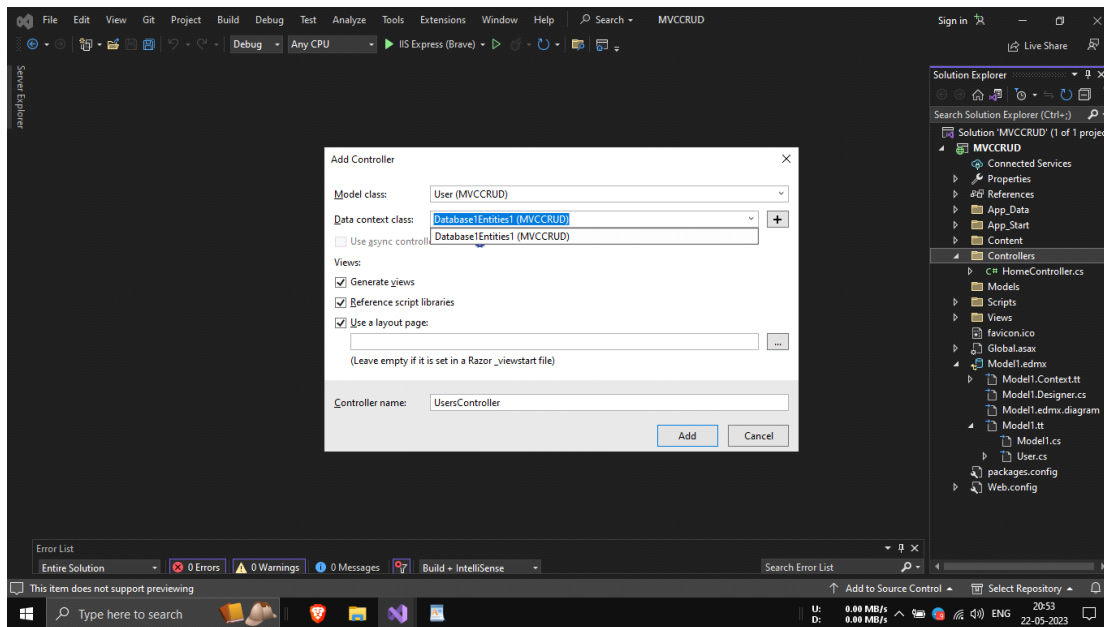 File Edit View Git Project Build Debug Test Analyze Tools Extensions Window Help Search MVCCRUD Sign in
Debug Any CPU IIS Express (Brave) Live Share
Server Explorer
Solution Explorer
Search Solution Explorer (Ctrl+;)
Solution 'MVCCRUD' (1 of 1 projec
MVCCRUD
Connected Services
Properties
References
App_Data
App_Start
Content
Controllers
C# HomeController.cs
Models
Scripts
Views
favicon.ico
Global.asax
Model1.edmx
Model1.Context.tt
Model1.Designer.cs
Model1.edmx.diagram
Model1.tt
Model1.cs
User.cs
packages.config
Web.config
Add Controller
Model class: User (MVCCRUD)
Data context class: Database1Entities1 (MVCCRUD)
Database1Entities1 (MVCCRUD)
Use async controll
Views:
Generate views
Reference script libraries
Use a layout page:
...
(Leave empty if it is set in a Razor _viewstart file)
Controller name: UsersController
Add Cancel
Error List
Entire Solution 0 Errors 0 Warnings 0 Messages Build + IntelliSense Search Error List
This item does not support previewing Add to Source Control Select Repository
Type here to search
U: 0.00 MB/s
D: 0.00 MB/s
ENG
20:53
22-05-2023